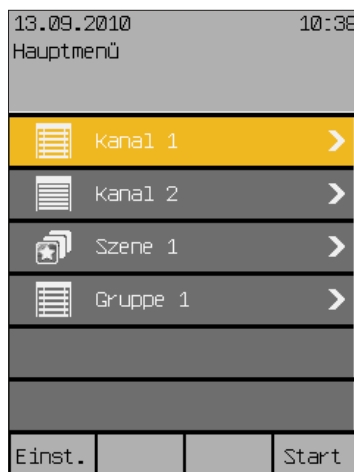 13.09.2010 10:38
Hauptmenü
Kanal 1
Kanal 2
Szene 1
Gruppe 1
Einst. Start